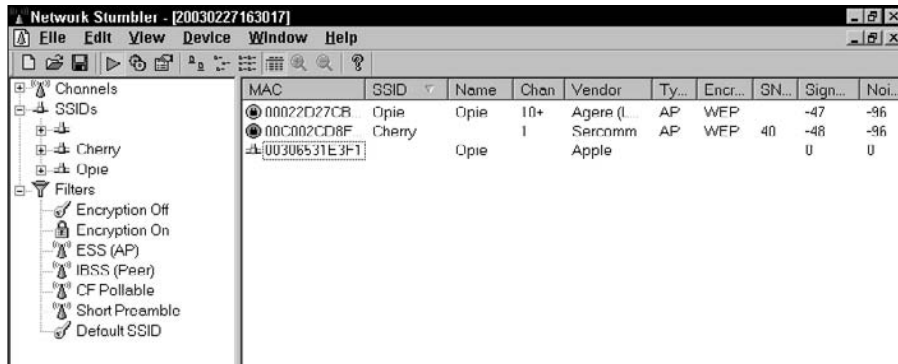 Network Stumbler - [20030227163017]
File Edit View Device Window Help
Channels
SSIDs
Cherry
Opie
Filters
Encryption Off
Encryption On
ESS (AP)
IBSS (Peer)
CF Pollable
Short Preamble
Default SSID
MAC SSID Name Chan Vendor Ty... Encr... SN... Sign... Noi...
00022D27CB... Opie Opie 10+ Agere (L... AP WEP -47 -96
00C002CD8F... Cherry 1 Sercomm AP WEP 40 -48 -96
00306531E3F1 Opie Apple 0 0